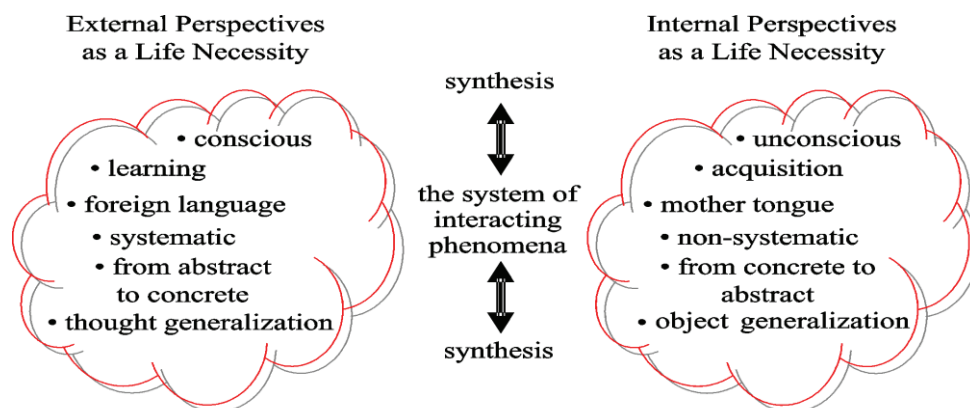 External Perspectives
as a Life Necessity
• conscious
• learning
• foreign language
• systematic
• from abstract
to concrete
• thought generalization
synthesis
the system of
interacting
phenomena
synthesis
Internal Perspectives
as a Life Necessity
• unconscious
• acquisition
• mother tongue
• non-systematic
• from concrete to
abstract
• object generalization